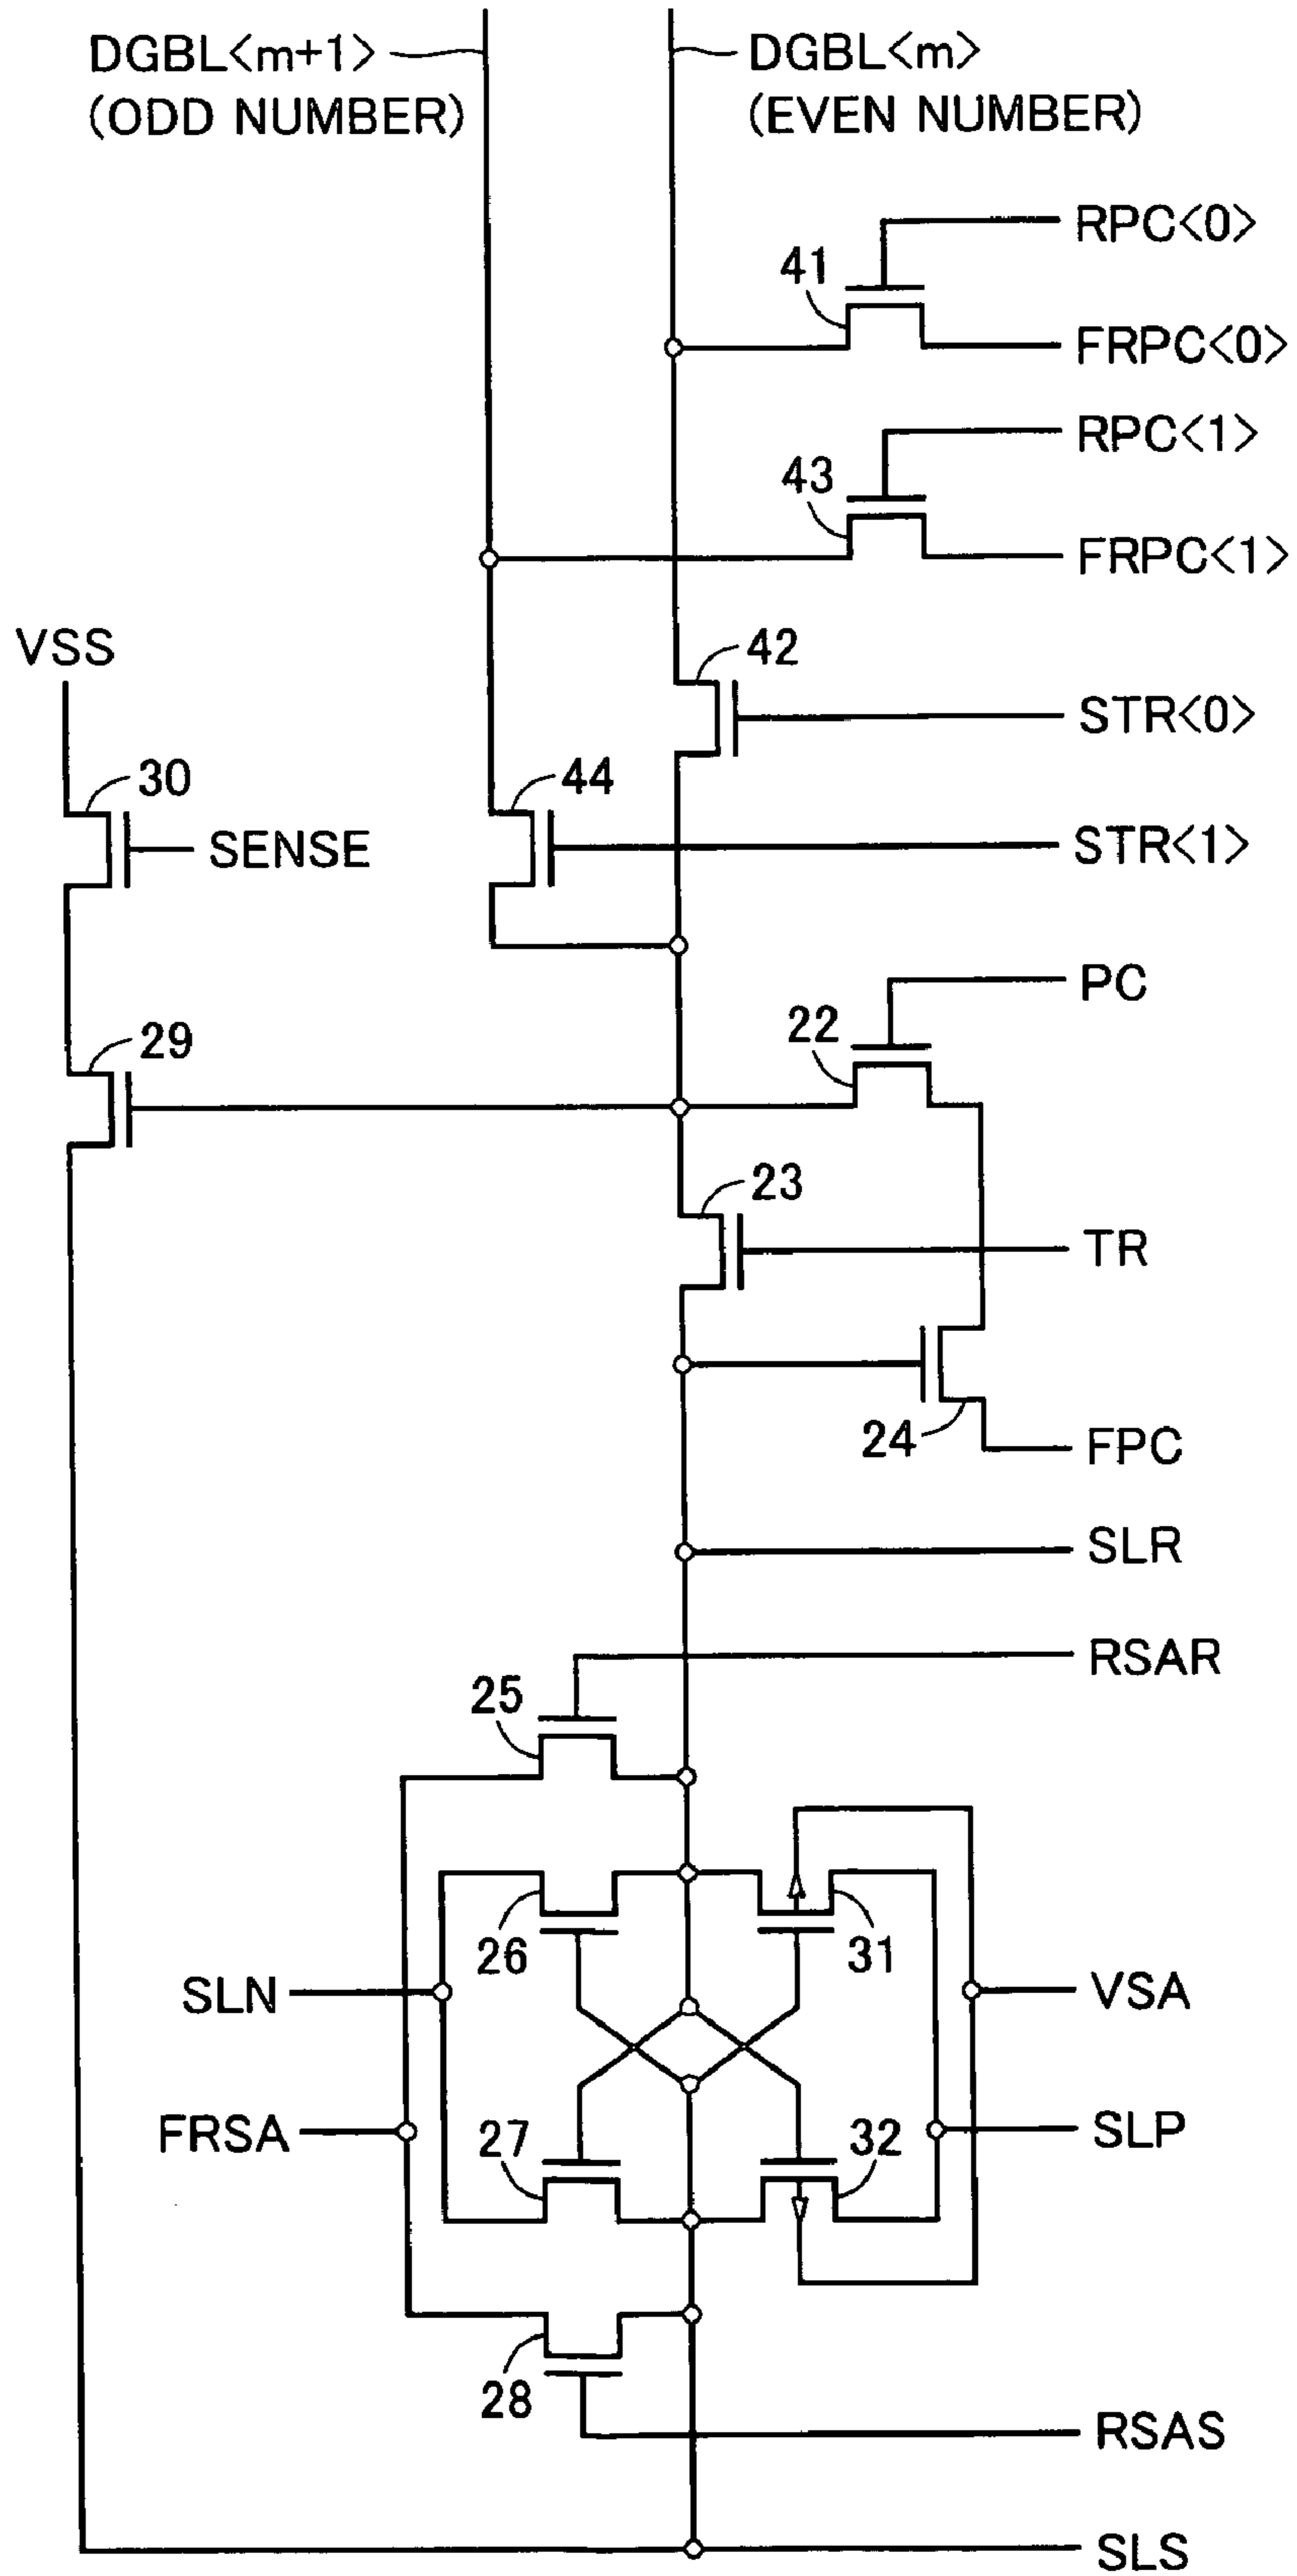 DGBL<m+1>
(ODD NUMBER)
DGBL<m>
(EVEN NUMBER)
RPC<0>
41
FRPC<0>
RPC<1>
43
FRPC<1>
VSS
42
STR<0>
30
44
SENSE
STR<1>
PC
22
29
23
TR
24
FPC
SLR
RSAR
25
26
31
SLN
VSA
FRSA
27
32
SLP
28
RSAS
SLS